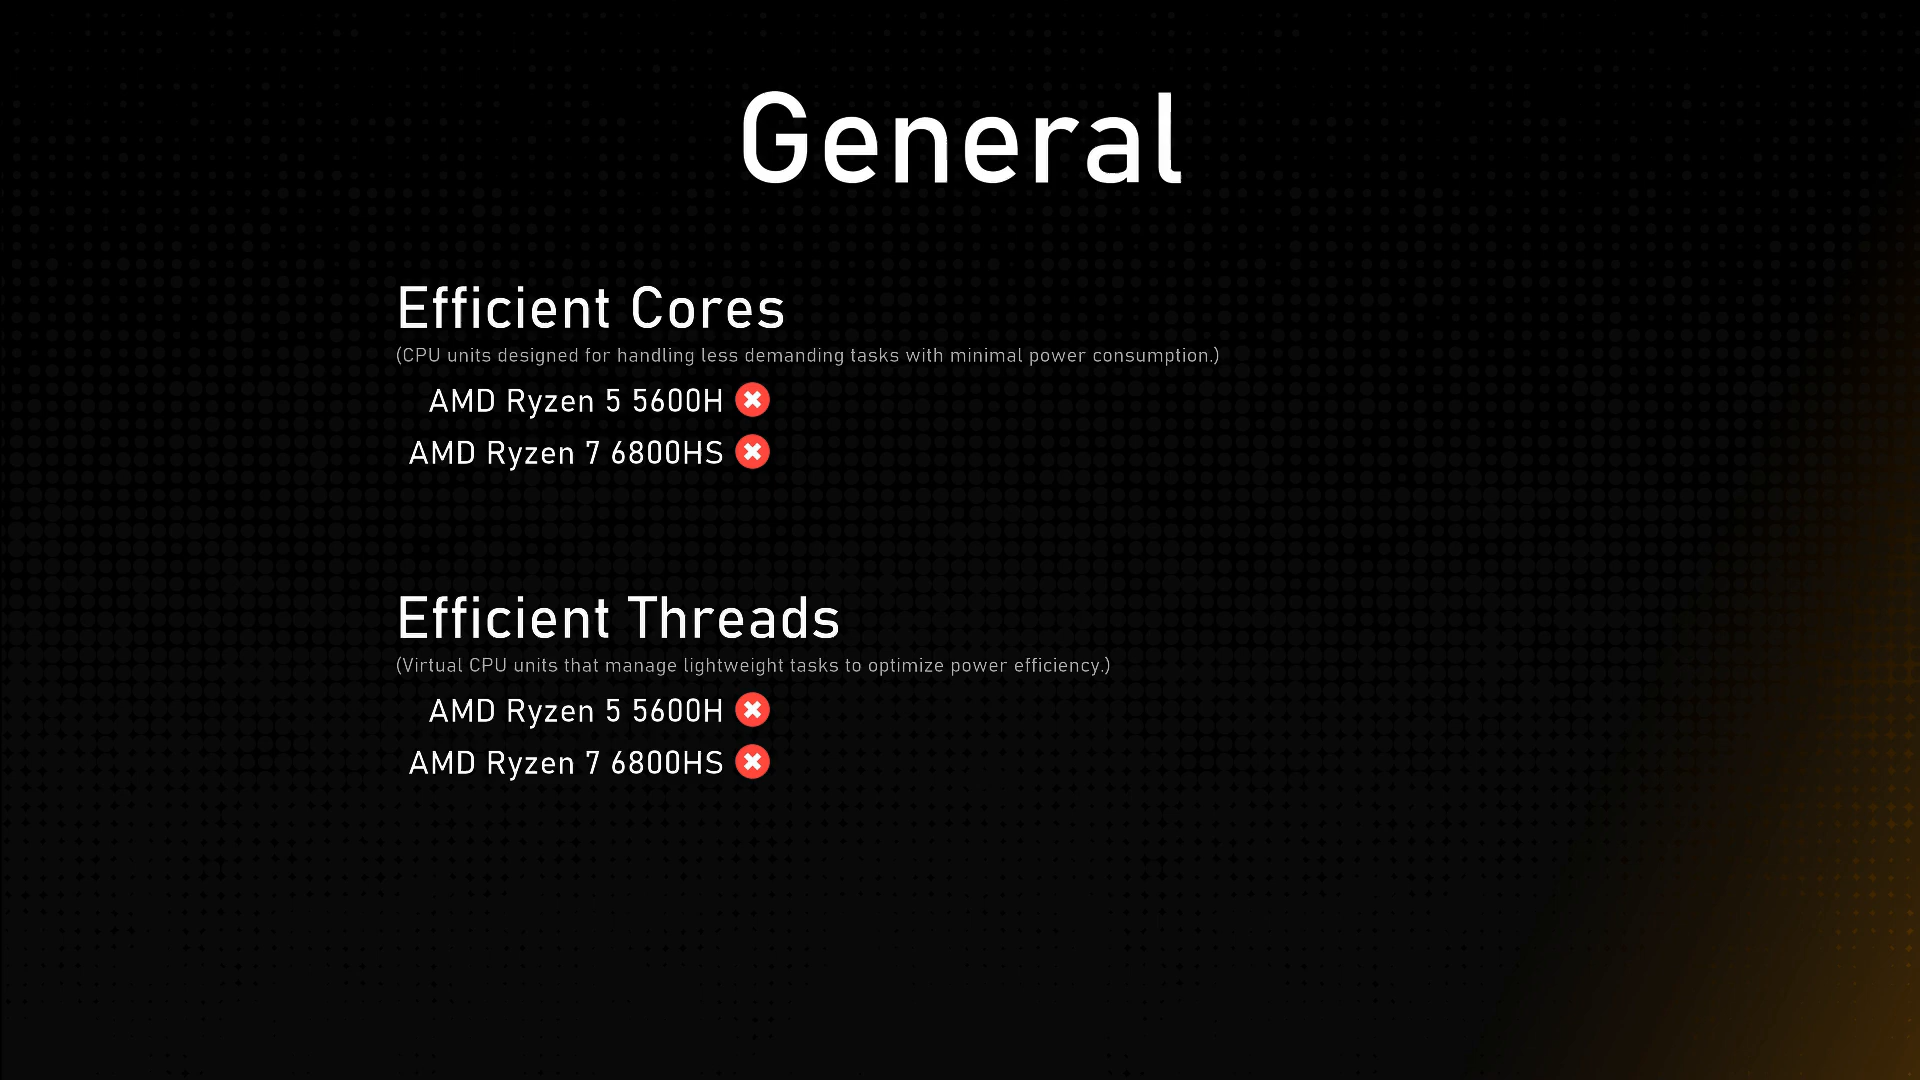 General
Efficient Cores
(CPU units designed for handling less demanding tasks with minimal power consumption.)
AMD Ryzen 5 5600H
AMD Ryzen 7 6800HS
Efficient Threads
(Virtual CPU units that manage lightweight tasks to optimize power efficiency.)
AMD Ryzen 5 5600H
AMD Ryzen 7 6800HS